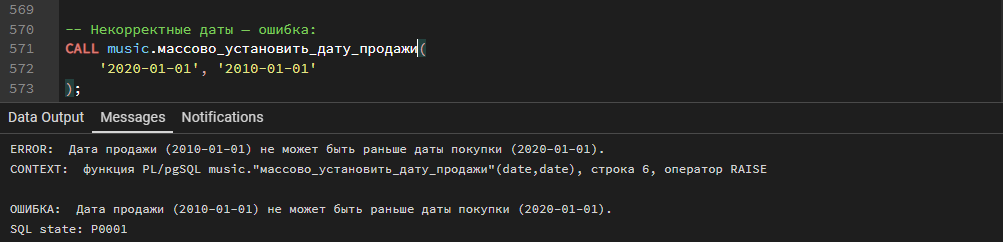 569
570 -- Некорректные даты — ошибка:
571 CALL music.массово_установить_дату_продажи(
572 '2020-01-01', '2010-01-01'
573 );
Data Output Messages Notifications
ERROR: Дата продажи (2010-01-01) не может быть раньше даты покупки (2020-01-01).
CONTEXT: функция PL/pgSQL music."массово_установить_дату_продажи"(date,date), строка 6, оператор RAISE
ОШИБКА: Дата продажи (2010-01-01) не может быть раньше даты покупки (2020-01-01).
SQL state: P0001